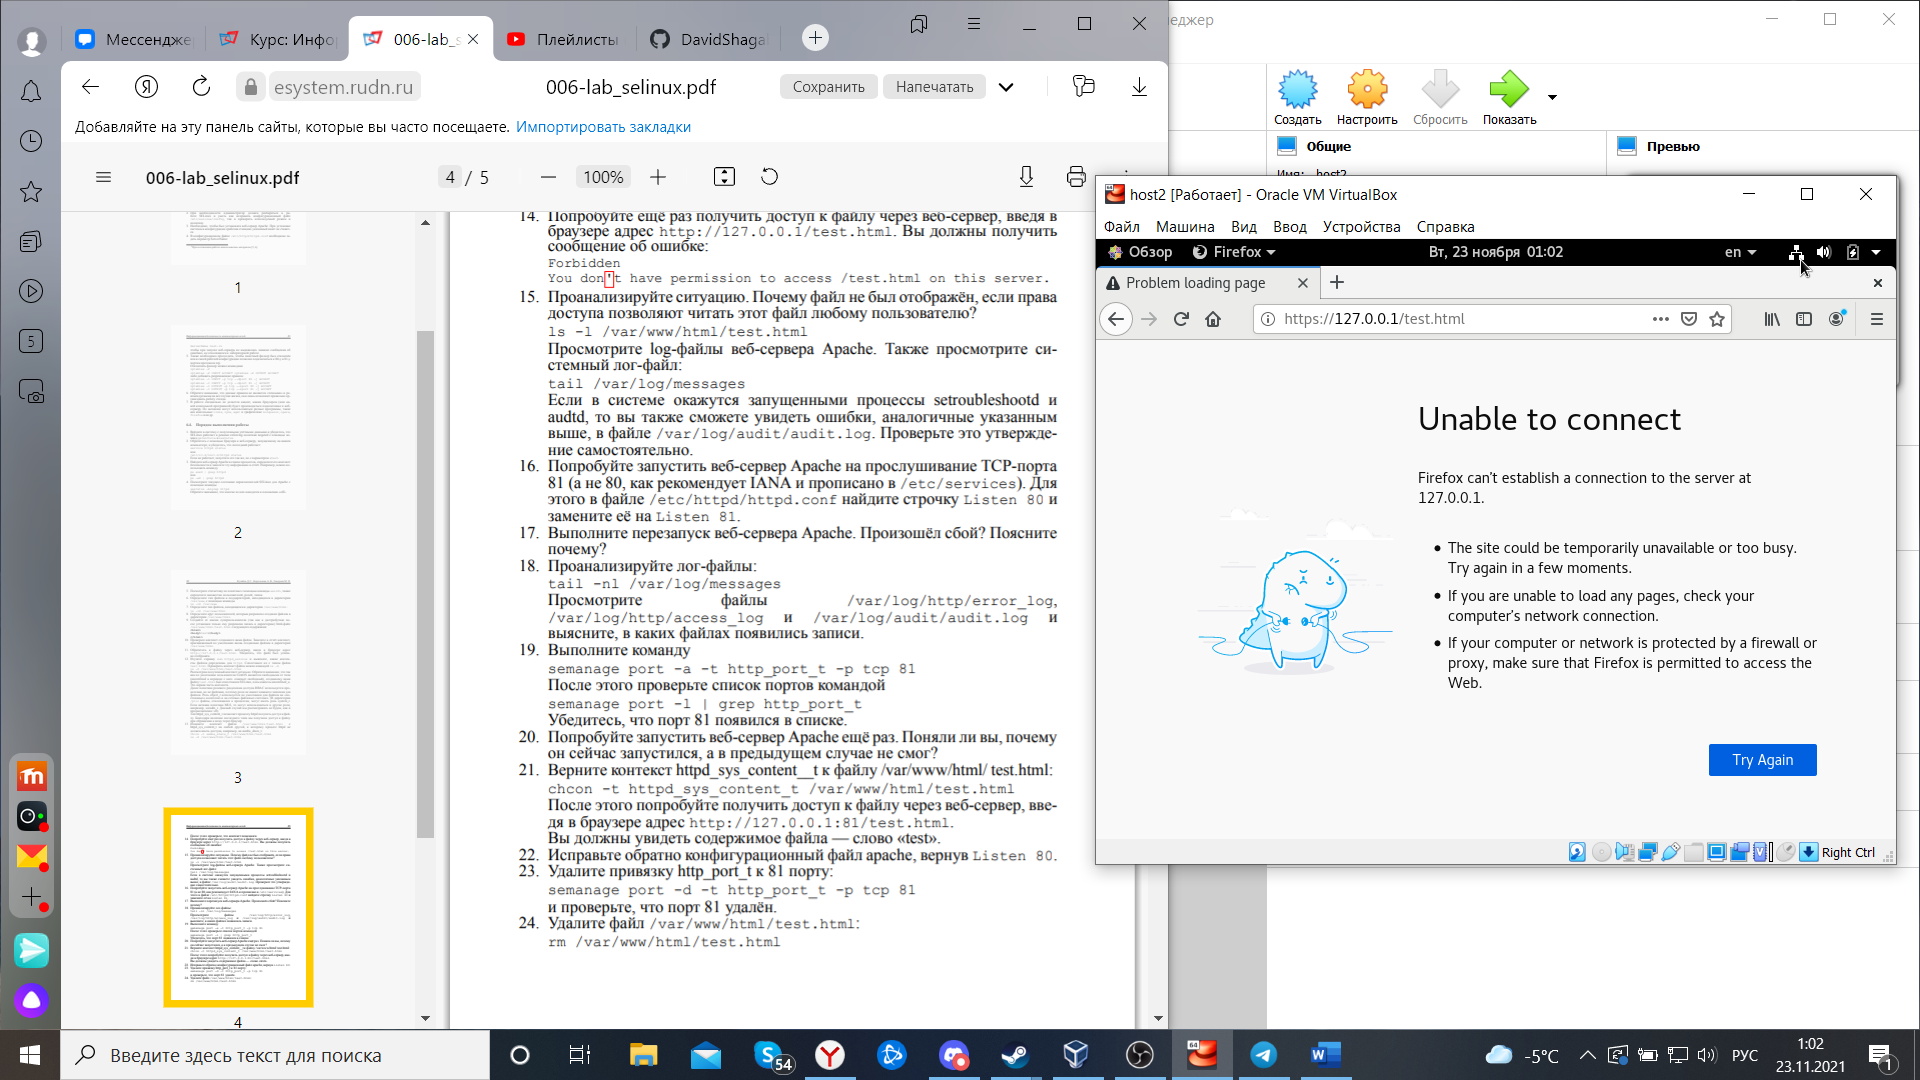 Мессендже
Курс: Инфо
006-lab_s
Плейлисты
DavidShaga
еджер
esystem.rudn.ru
006-lab_selinux.pdf
Сохранить
Напечатать
Добавляйте на эту панель сайты, которые вы часто посещаете. Импортировать закладки
006-lab_selinux.pdf
4 / 5
100%
5
1
2
3
4
14. Попробуйте ещё раз получить доступ к файлу через веб-сервер, введя в
браузере адрес http://127.0.0.1/test.html. Вы должны получить
сообщение об ошибке:
Forbidden
You don't have permission to access /test.html on this server.
15. Проанализируйте ситуацию. Почему файл не был отображён, если права
доступа позволяют читать этот файл любому пользователю?
ls -l /var/www/html/test.html
Просмотрите log-файлы веб-сервера Apache. Также просмотрите си-
стемный лог-файл:
tail /var/log/messages
Если в системе окажутся запущенными процессы setroubleshootd и
audtd, то вы также сможете увидеть ошибки, аналогичные указанным
выше, в файле /var/log/audit/audit.log. Проверьте это утвержде-
ние самостоятельно.
16. Попробуйте запустить веб-сервер Apache на прослушивание TCP-порта
81 (а не 80, как рекомендует IANA и прописано в /etc/services). Для
этого в файле /etc/httpd/httpd.conf найдите строчку Listen 80 и
замените её на Listen 81.
17. Выполните перезапуск веб-сервера Apache. Произошёл сбой? Поясните
почему?
18. Проанализируйте лог-файлы:
tail -nl /var/log/messages
Просмотрите файлы /var/log/http/error_log,
/var/log/http/access_log и /var/log/audit/audit.log и
выясните, в каких файлах появились записи.
19. Выполните команду
semanage port -a -t http_port_t -p tcp 81
После этого проверьте список портов командой
semanage port -l | grep http_port_t
Убедитесь, что порт 81 появился в списке.
20. Попробуйте запустить веб-сервер Apache ещё раз. Поняли ли вы, почему
он сейчас запустился, а в предыдущем случае не смог?
21. Верните контекст httpd_sys_content__t к файлу /var/www/html/ test.html:
chcon -t httpd_sys_content_t /var/www/html/test.html
После этого попробуйте получить доступ к файлу через веб-сервер, вве-
дя в браузере адрес http://127.0.0.1:81/test.html.
Вы должны увидеть содержимое файла — слово «test».
22. Исправьте обратно конфигурационный файл apache, вернув Listen 80.
23. Удалите привязку http_port_t к 81 порту:
semanage port -d -t http_port_t -p tcp 81
и проверьте, что порт 81 удалён.
24. Удалите файл /var/www/html/test.html:
rm /var/www/html/test.html
Создать
Настроить
Сбросить
Показать
Общие
Превью
Имя: host2
host2 [Работает] - Oracle VM VirtualBox
Файл Машина Вид Ввод Устройства Справка
Обзор
Firefox
Вт, 23 ноября 01:02
en
Problem loading page
https://127.0.0.1/test.html
Unable to connect
Firefox can't establish a connection to the server at
127.0.0.1.
The site could be temporarily unavailable or too busy.
Try again in a few moments.
If you are unable to load any pages, check your
computer's network connection.
If your computer or network is protected by a firewall or
proxy, make sure that Firefox is permitted to access the
Web.
Try Again
Right Ctrl
Введите здесь текст для поиска
54
64
-5°C
РУС
1:02
23.11.2021
1